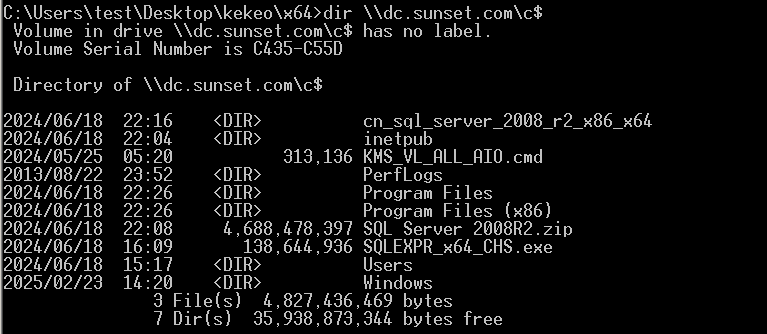 C:\Users\test\Desktop\kekeo\x64>dir \\dc.sunset.com\c$
Volume in drive \\dc.sunset.com\c$ has no label.
Volume Serial Number is C435-C55D
Directory of \\dc.sunset.com\c$
2024/06/18  22:16    <DIR>          cn_sql_server_2008_r2_x86_x64
2024/06/18  22:04    <DIR>          inetpub
2024/05/25  05:20           313,136 KMS_VL_ALL_AIO.cmd
2013/08/22  23:52    <DIR>          PerfLogs
2024/06/18  22:26    <DIR>          Program Files
2024/06/18  22:26    <DIR>          Program Files (x86)
2024/06/18  22:08     4,688,478,397 SQL Server 2008R2.zip
2024/06/18  16:09       138,644,936 SQLEXPR_x64_CHS.exe
2024/06/18  15:17    <DIR>          Users
2025/02/23  14:20    <DIR>          Windows
3 File(s)  4,827,436,469 bytes
7 Dir(s)  35,938,873,344 bytes free